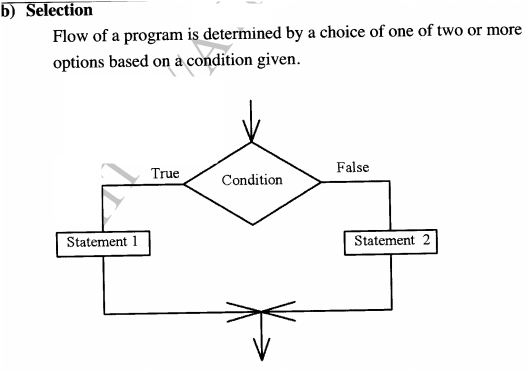 b) Selection
Flow of a program is determined by a choice of one of two or more
options based on a condition given.
True
False
Condition
Statement 1
Statement 2